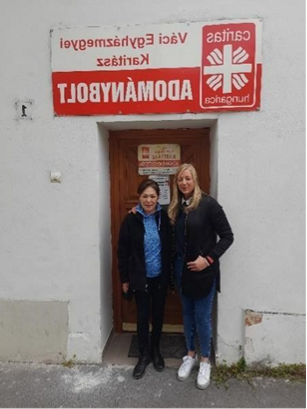 caritas
hungarica
Váci Egyházmegyei
Karitász
ADOMÁNYBOLT
1